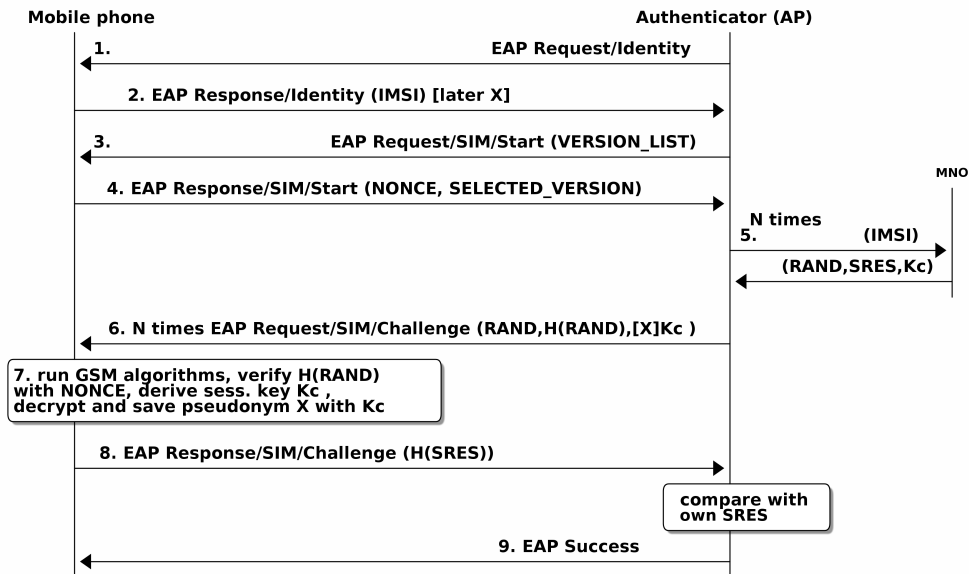 Mobile phone
Authenticator (AP)
1. EAP Request/Identity
2. EAP Response/Identity (IMSI) [later X]
3. EAP Request/SIM/Start (VERSION_LIST)
4. EAP Response/SIM/Start (NONCE, SELECTED_VERSION)
MNO
N times
5. (IMSI)
(RAND,SRES,Kc)
6. N times EAP Request/SIM/Challenge (RAND,H(RAND),[X]Kc )
7. run GSM algorithms, verify H(RAND)
with NONCE, derive sess. key Kc ,
decrypt and save pseudonym X with Kc
8. EAP Response/SIM/Challenge (H(SRES))
compare with
own SRES
9. EAP Success